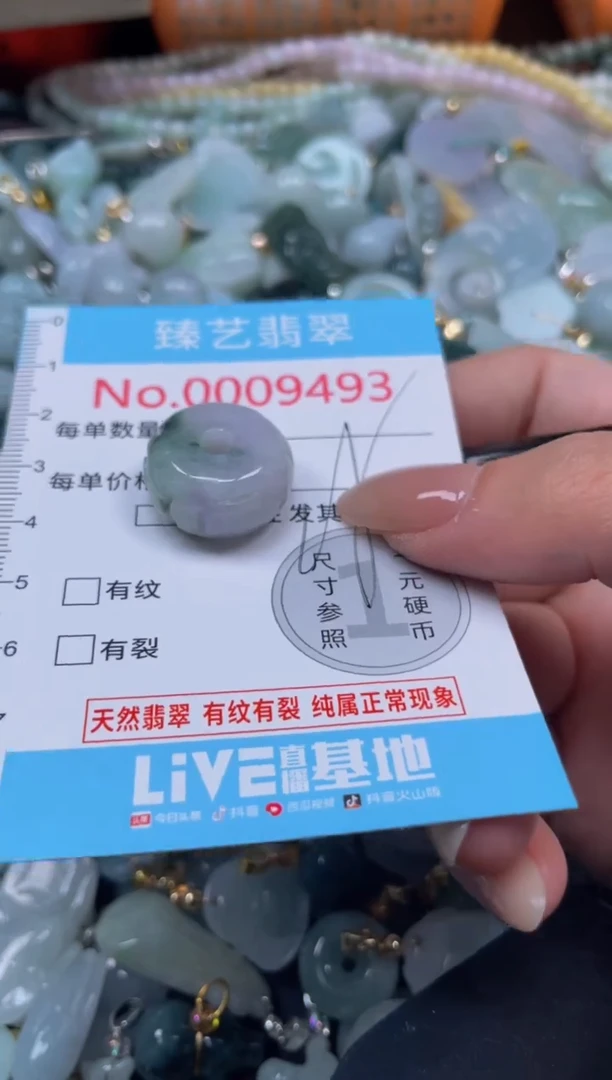 臻艺翡翠
No.0009493
每单数量
每单价
发其
有纹
有裂
尺寸参照
1
元硬币
天然翡翠 有纹有裂 纯属正常现象
LiVE直播基地
今日头条 抖音 西瓜视频 抖音火山版
0
1
2
3
4
5
6